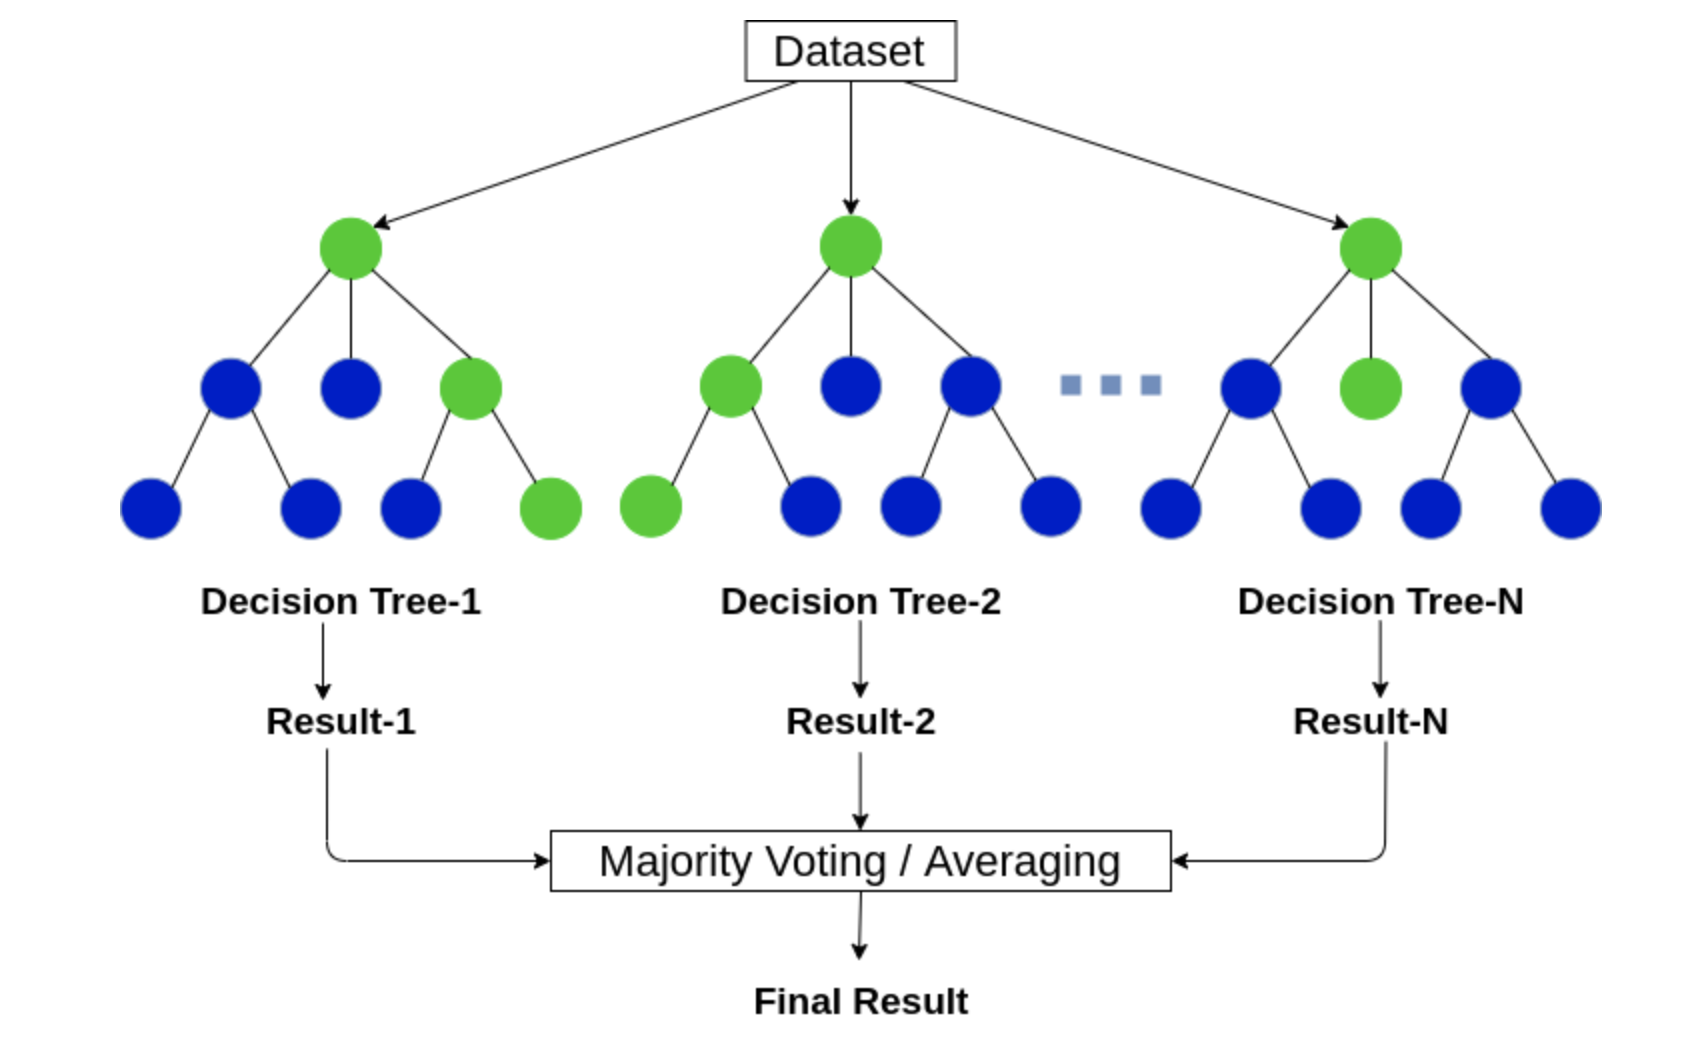 Dataset
Decision Tree-1
Decision Tree-2
Decision Tree-N
Result-1
Result-2
Result-N
Majority Voting / Averaging
Final Result